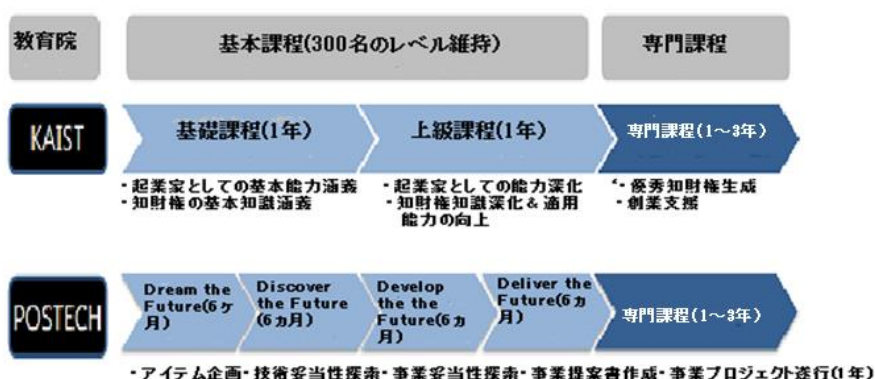 教育院
基本課程(300名のレベル維持)
専門課程
KAIST
基礎課程(1年)
上級課程(1年)
専門課程(1～3年)
・起業家としての基本能力涵養
・知財権の基本知識涵養
・起業家としての能力深化
・知財権知識深化&適用
能力の向上
・優秀知財権生成
・創業支援
POSTECH
Dream the
Future(6ヶ
月)
Discover
the Future
(6ヵ月)
Develop
the the
Future(6ヵ
月)
Deliver the
Future(6ヵ
月)
専門課程(1～3年)
・アイテム企画・技術妥当性探索・事業妥当性探索・事業提案書作成・事業プロジェクト遂行(1年)